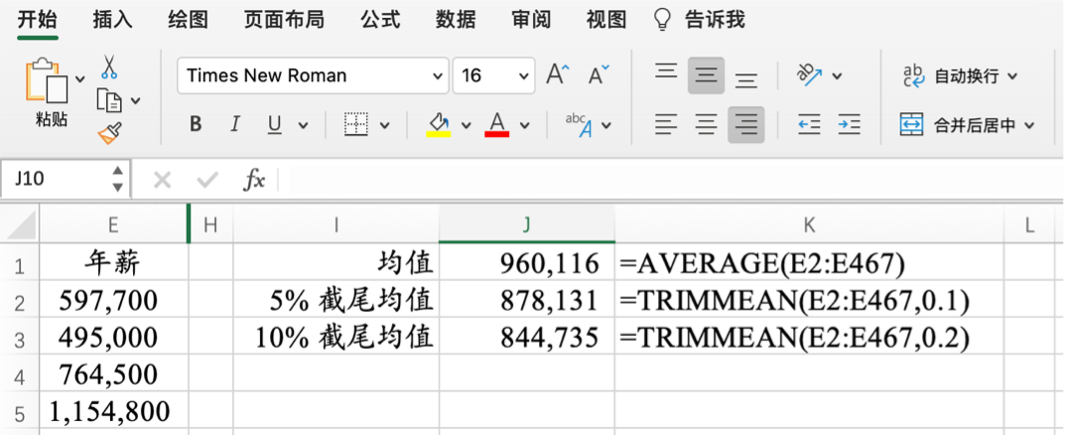 开始 插入 绘图 页面布局 公式 数据 审阅 视图 告诉我
Times New Roman 16 A A ab 自动换行
粘贴 B I U A abc A 合并后居中
J10 fx
E H I J K L
1 年薪 均值 960,116 =AVERAGE(E2:E467)
2 597,700 5% 截尾均值 878,131 =TRIMMEAN(E2:E467,0.1)
3 495,000 10% 截尾均值 844,735 =TRIMMEAN(E2:E467,0.2)
4 764,500
5 1,154,800